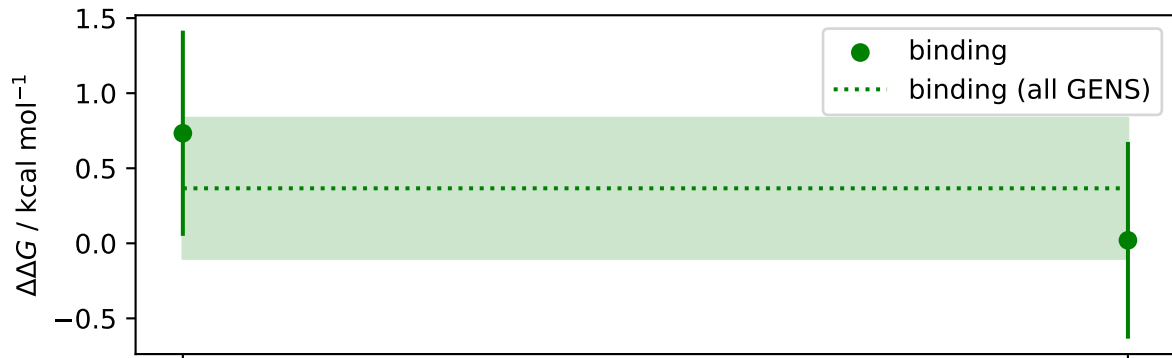 1.5
1.0
0.5
0.0
−0.5
ΔΔG / kcal mol⁻¹
binding
binding (all GENS)